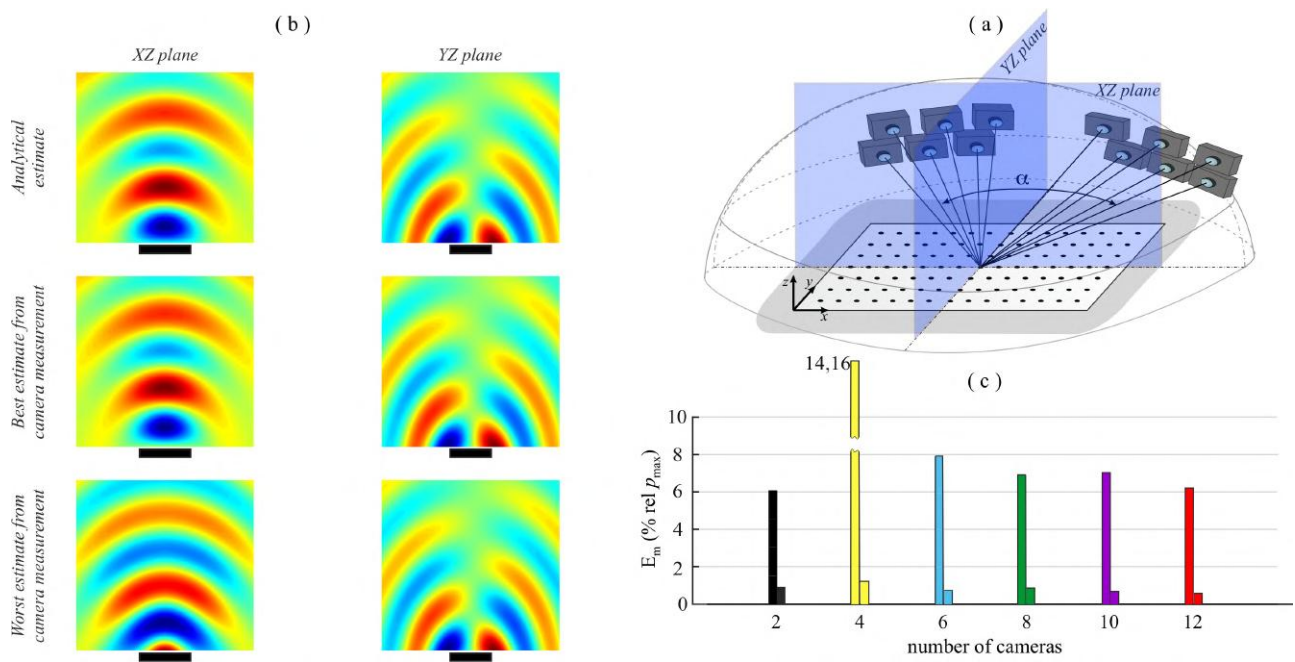 ( b )
XZ plane
YZ plane
Analytical
estimate
Best estimate from
camera measurement
Worst estimate from
camera measurement
( a )
YZ plane
XZ plane
α
z
y
x
( c )
14,16
10
8
6
4
2
0
E_m (% rel p_max)
2
4
6
8
10
12
number of cameras